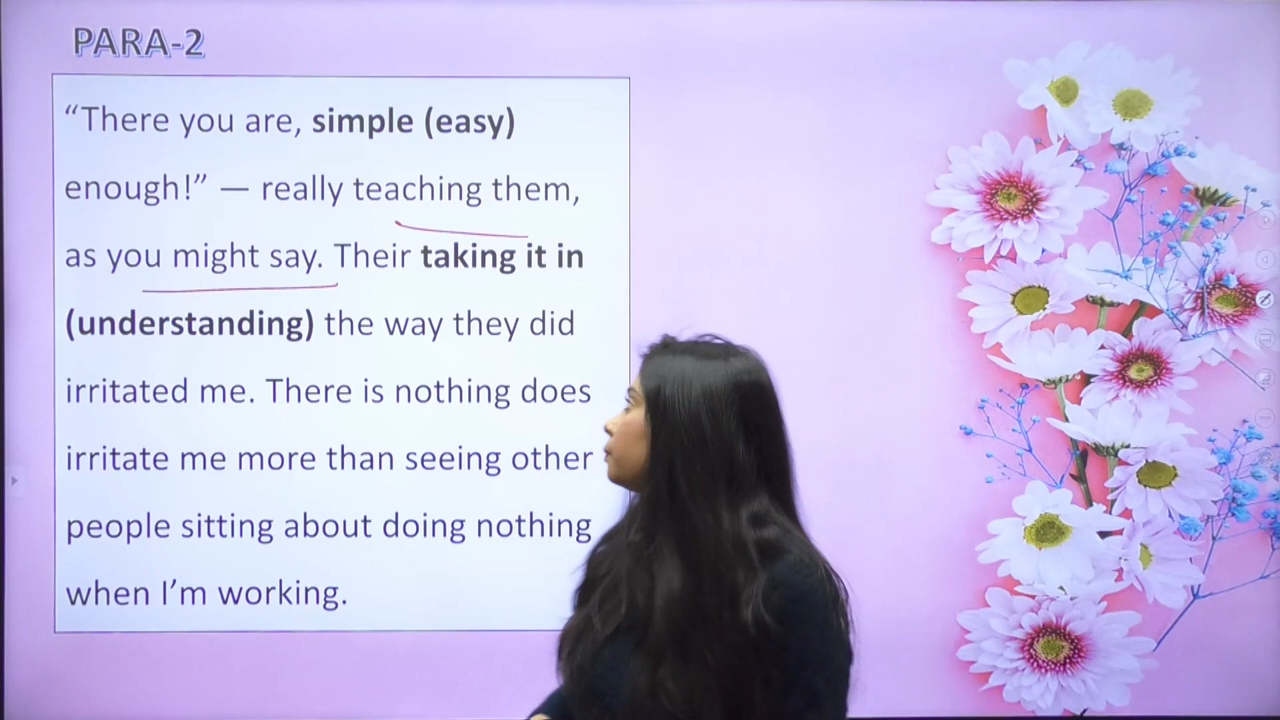 PARA-2
“There you are, simple (easy)
enough!” — really teaching them,
as you might say. Their taking it in
(understanding) the way they did
irritated me. There is nothing does
irritate me more than seeing other
people sitting about doing nothing
when I’m working.